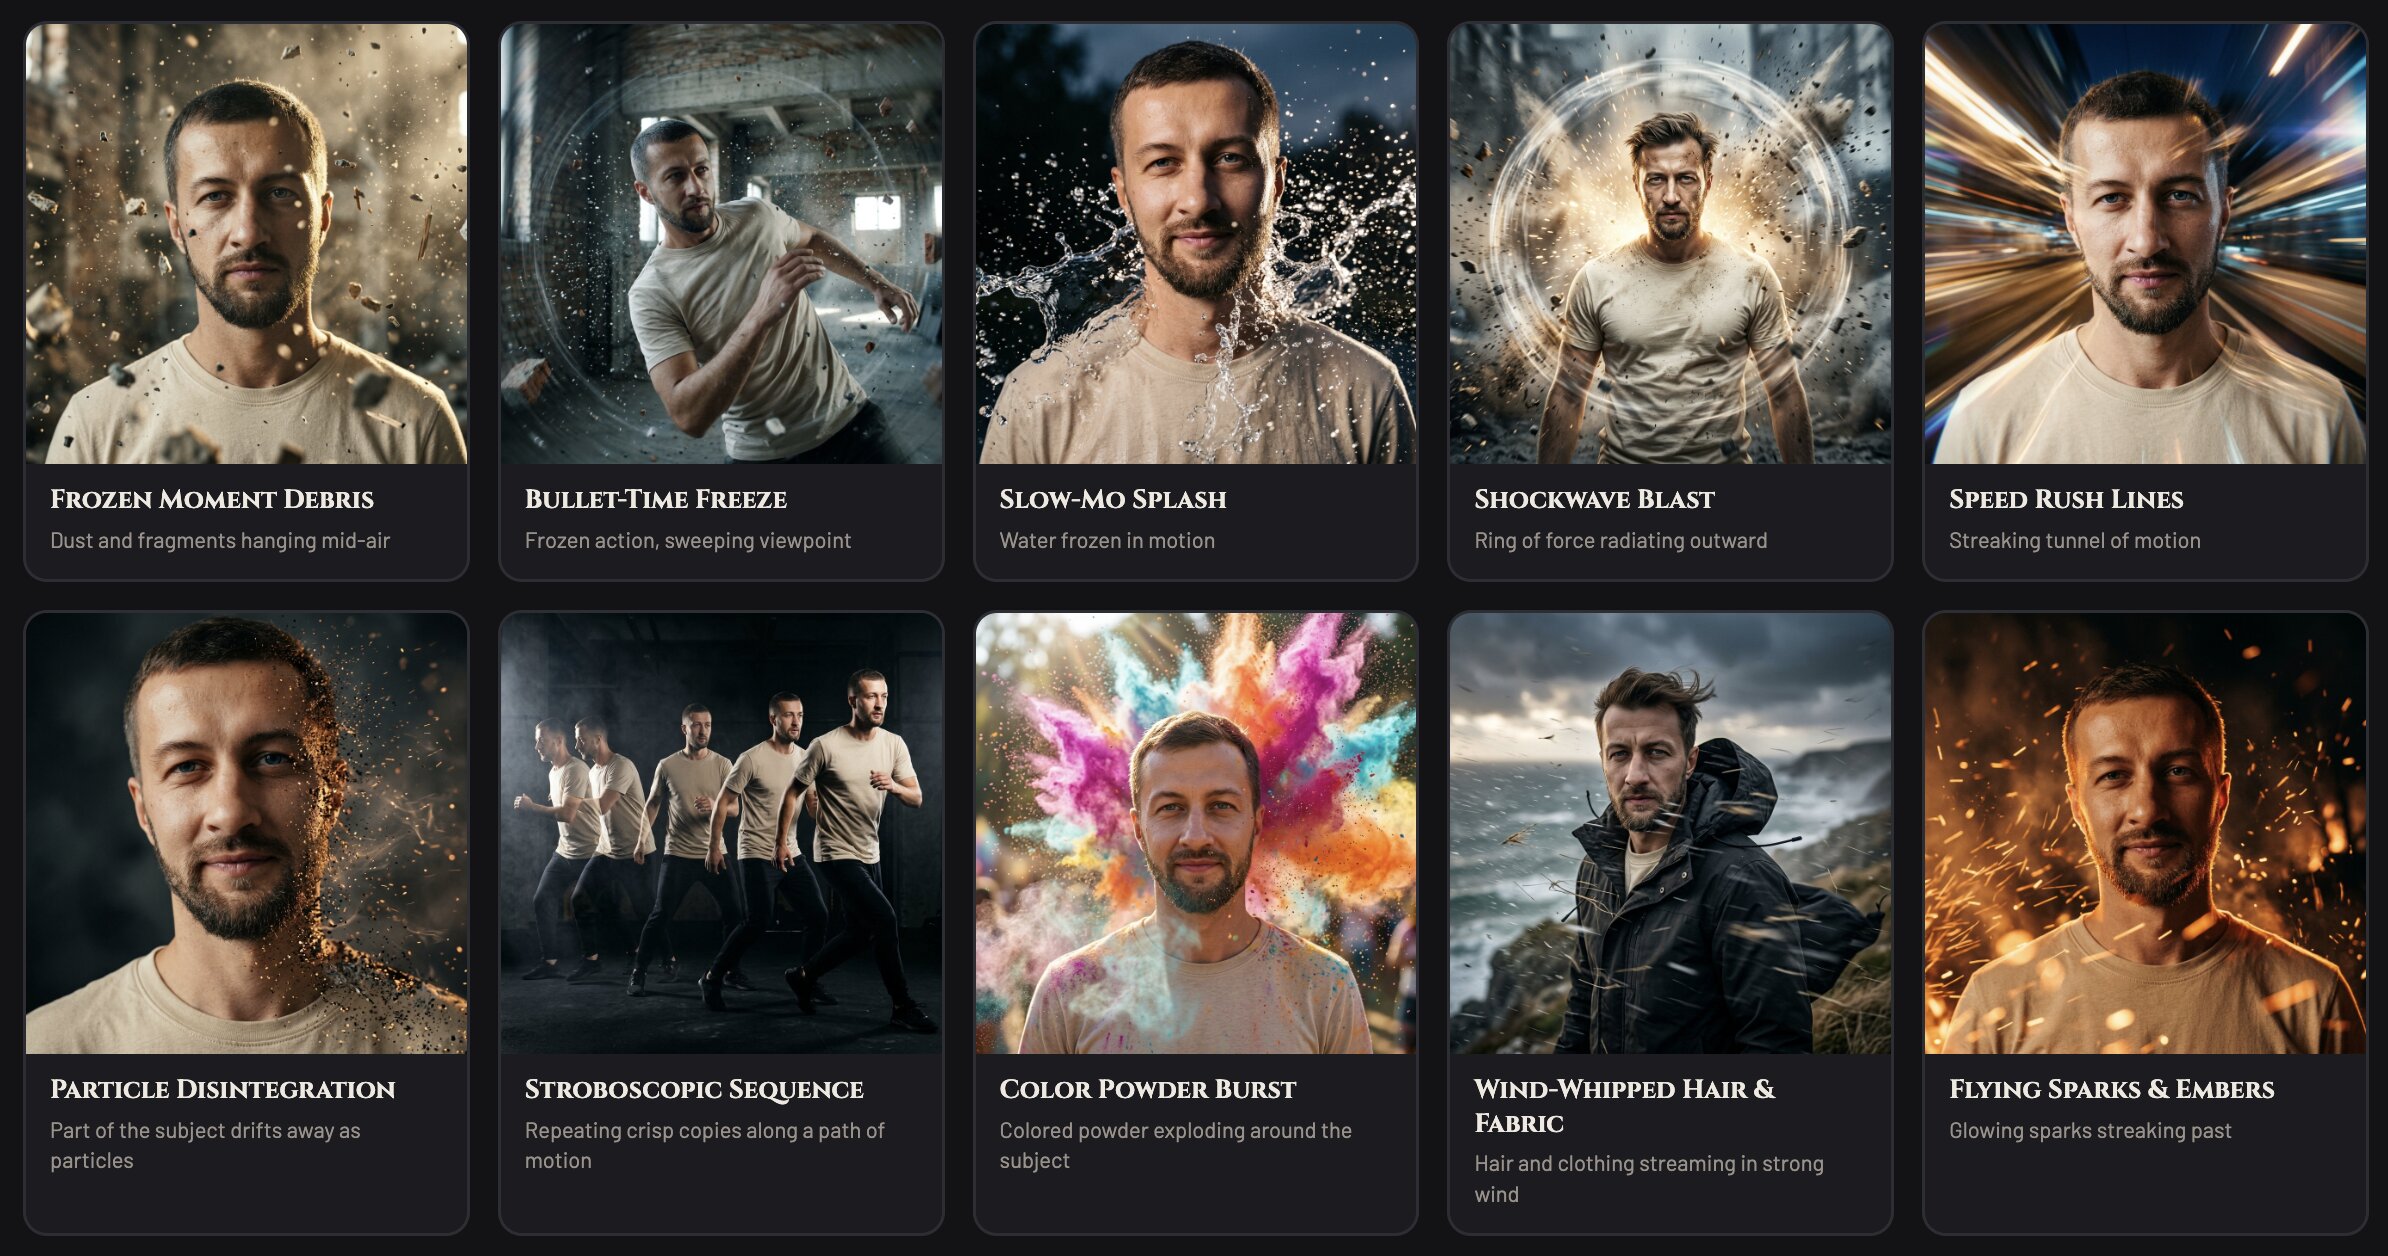 Frozen Moment Debris
Dust and fragments hanging mid-air
Bullet-Time Freeze
Frozen action, sweeping viewpoint
Slow-Mo Splash
Water frozen in motion
Shockwave Blast
Ring of force radiating outward
Speed Rush Lines
Streaking tunnel of motion
Particle Disintegration
Part of the subject drifts away as
particles
Stroboscopic Sequence
Repeating crisp copies along a path of
motion
Color Powder Burst
Colored powder exploding around the
subject
Wind-Whipped Hair &
Fabric
Hair and clothing streaming in strong
wind
Flying Sparks & Embers
Glowing sparks streaking past